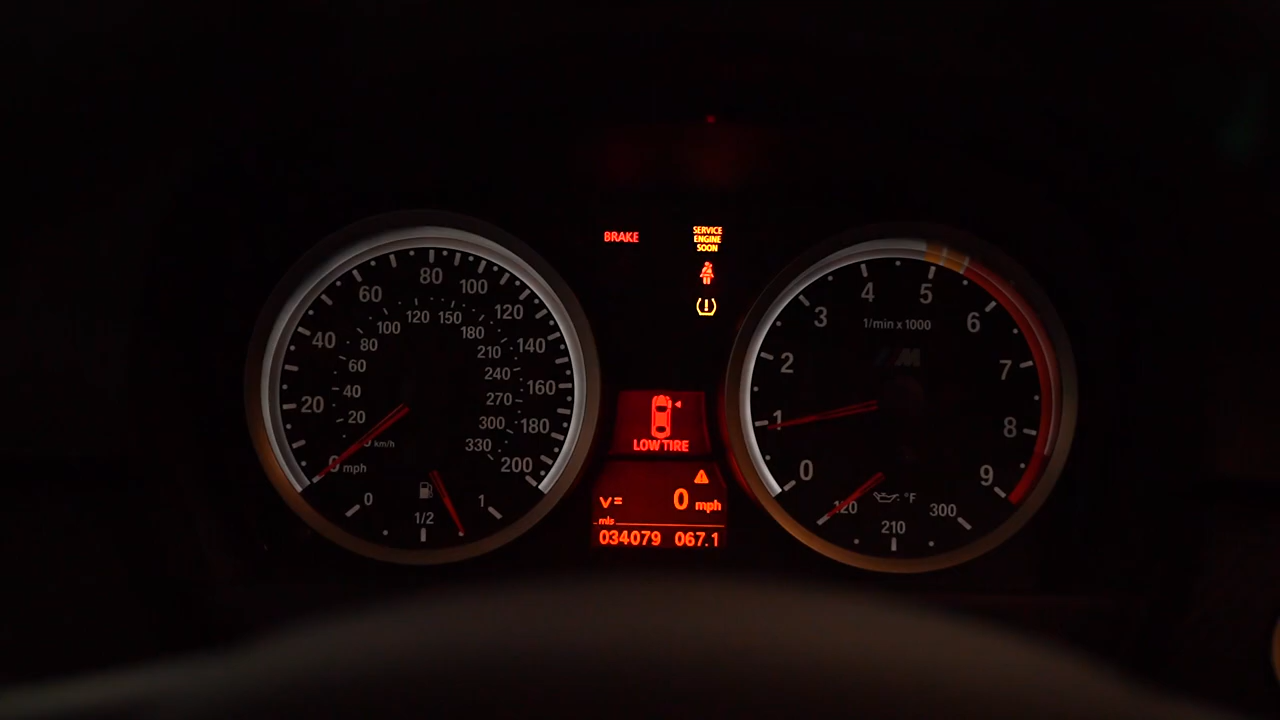 BRAKE
SERVICE
ENGINE
SOON
80
60
100
40
120
20
140
160
180
200
0 mph
120 150
100
180
80
210
60
240
40
270
20
300
330
0 km/h
0
1/2
1
LOW TIRE
V= 0 mph
mls
034079 067.1
4 5
3 6
1/min x 1000
M
2 7
1 8
0 9
°F
120 300
210